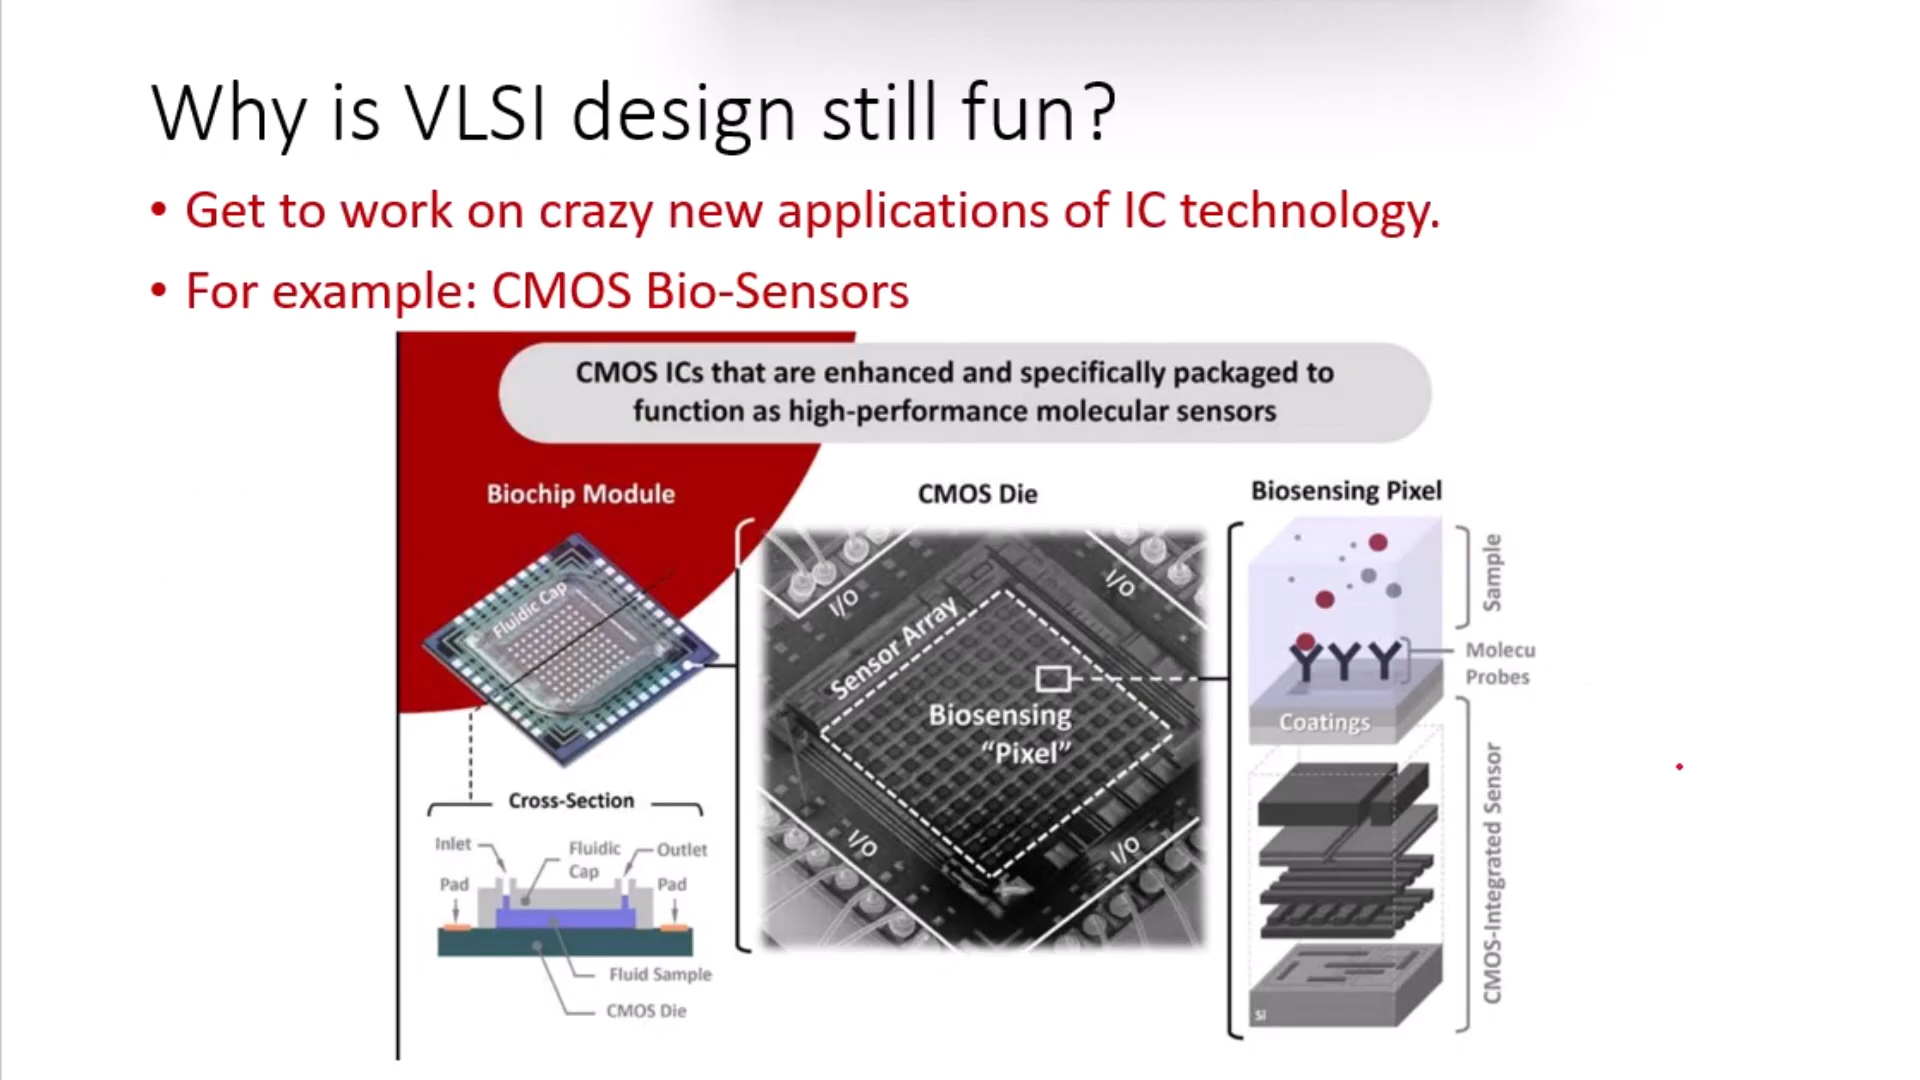 Why is VLSI design still fun?
• Get to work on crazy new applications of IC technology.
• For example: CMOS Bio-Sensors
CMOS ICs that are enhanced and specifically packaged to
function as high-performance molecular sensors
Biochip Module
Fluidic Cap
Cross-Section
Inlet
Fluidic
Cap
Outlet
Pad
Pad
Fluid Sample
CMOS Die
CMOS Die
I/O
I/O
Sensor Array
Biosensing
“Pixel”
I/O
I/O
Biosensing Pixel
Sample
Molecu
Probes
Coatings
CMOS-Integrated Sensor
SI